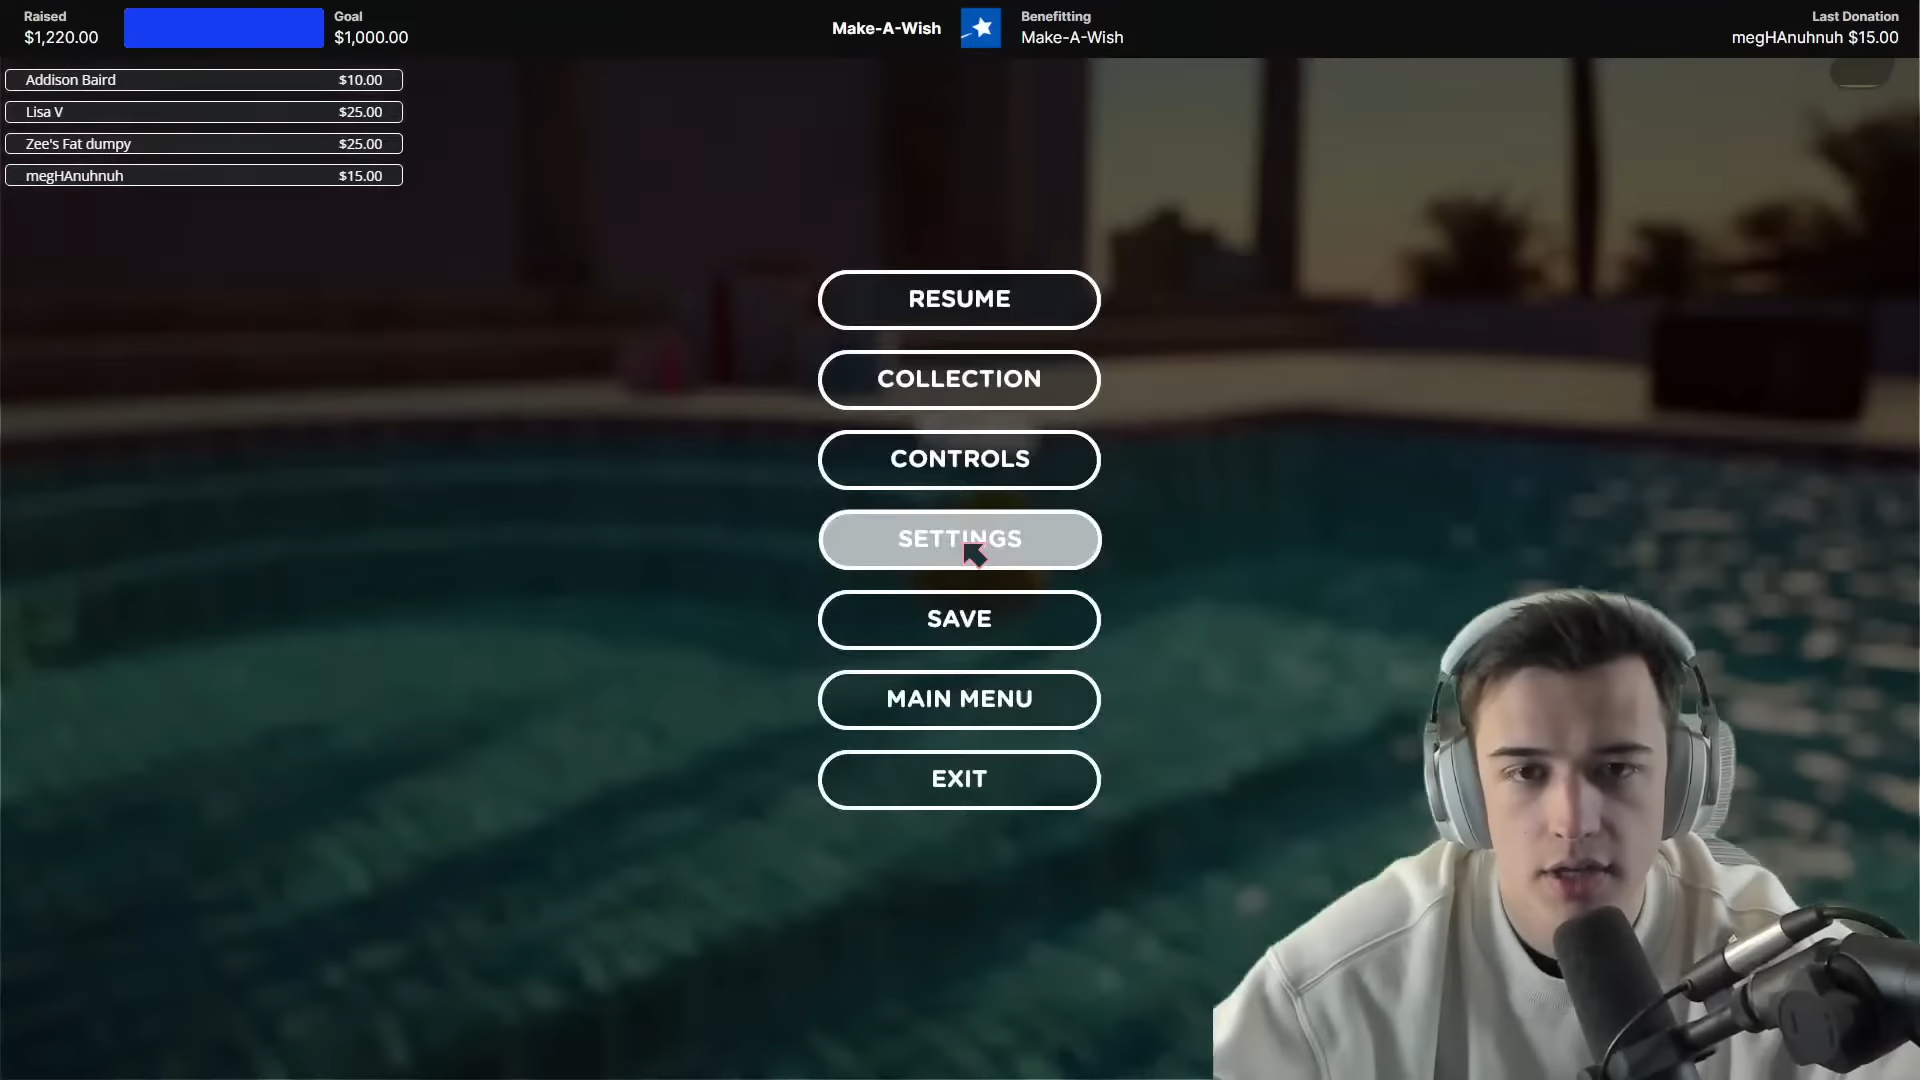 Raised
$1,220.00
Goal
$1,000.00
Make-A-Wish
Benefitting
Make-A-Wish
Last Donation
megHAnuhnuh $15.00
Addison Baird $10.00
Lisa V $25.00
Zee's Fat dumpy $25.00
megHAnuhnuh $15.00
RESUME
COLLECTION
CONTROLS
SETTINGS
SAVE
MAIN MENU
EXIT